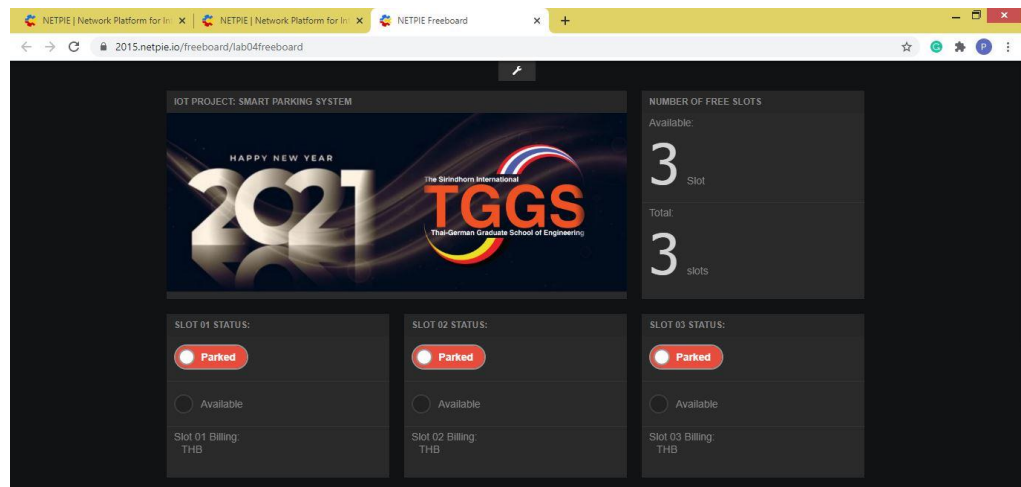 NETPIE | Network Platform for In
NETPIE | Network Platform for In
NETPIE Freeboard
2015.netpie.io/freeboard/lab04freeboard
P
IOT PROJECT: SMART PARKING SYSTEM
HAPPY NEW YEAR
2021
The Sirindhorn International
TGGS
Thai-German Graduate School of Engineering
NUMBER OF FREE SLOTS
Available:
3 Slot
Total:
3 slots
SLOT 01 STATUS:
Parked
Available
Slot 01 Billing:
THB
SLOT 02 STATUS:
Parked
Available
Slot 02 Billing:
THB
SLOT 03 STATUS:
Parked
Available
Slot 03 Billing:
THB